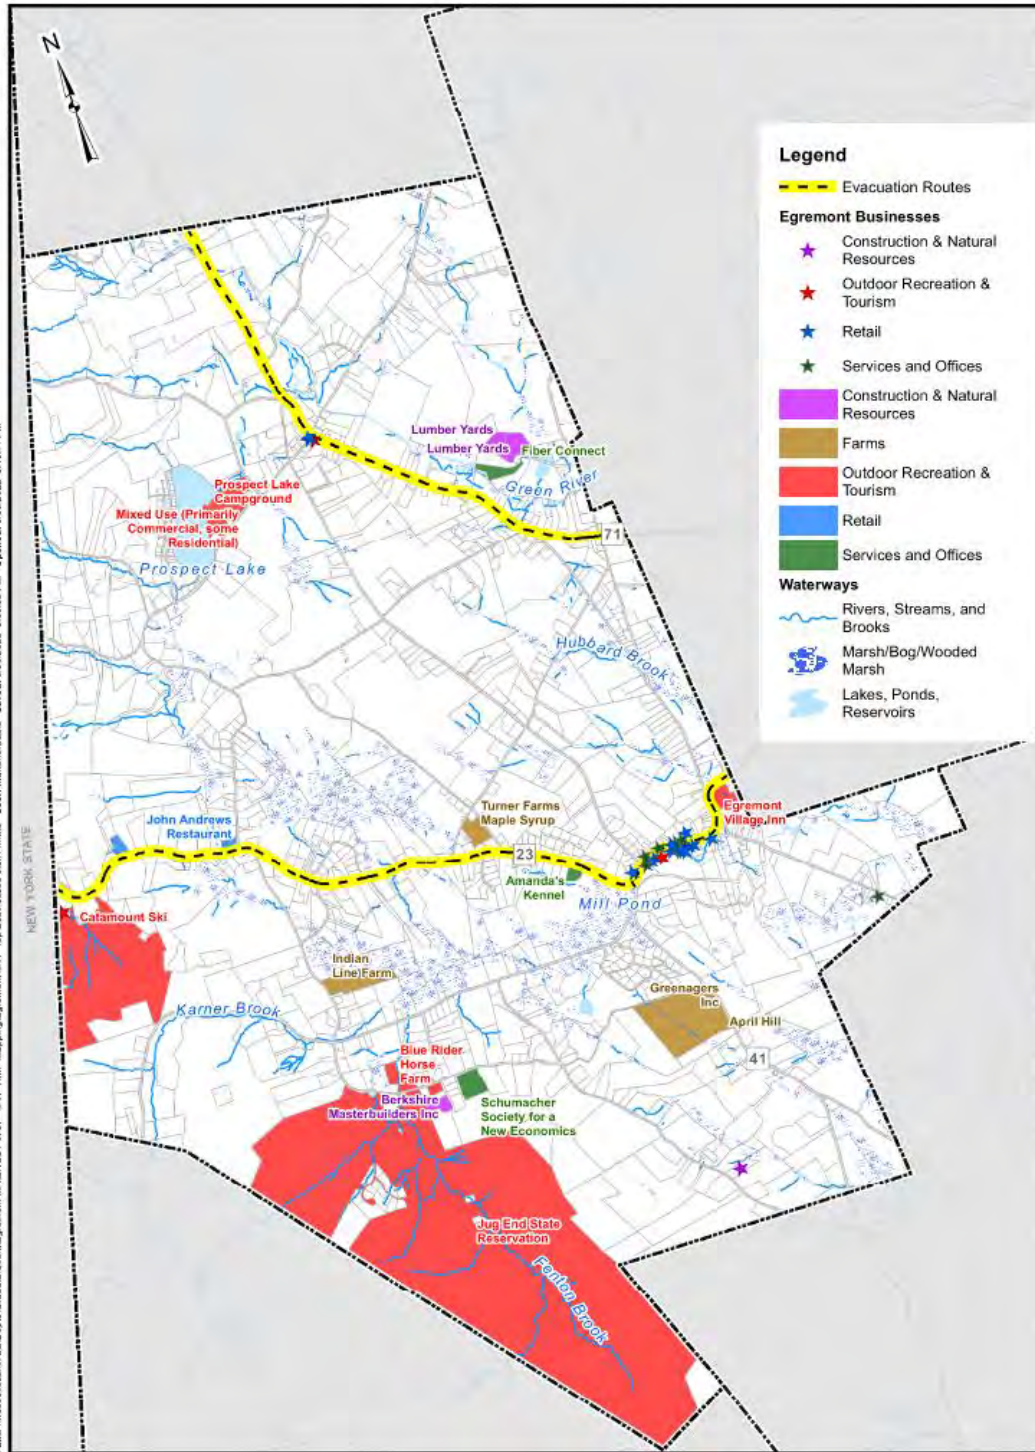 N
Legend
Evacuation Routes
Egremont Businesses
Construction & Natural
Resources
Outdoor Recreation &
Tourism
Retail
Services and Offices
Construction & Natural
Resources
Farms
Outdoor Recreation &
Tourism
Retail
Services and Offices
Waterways
Rivers, Streams, and
Brooks
Marsh/Bog/Wooded
Marsh
Lakes, Ponds,
Reservoirs
Lumber Yards
Lumber Yards
Fiber Connect
Green River
71
Prospect Lake
Campground
Mixed Use (Primarily
Commercial, some
Residential)
Prospect Lake
Hubbard Brook
Turner Farms
Maple Syrup
Egremont
Village Inn
John Andrews
Restaurant
23
Amanda's
Kennel
Mill Pond
NEW YORK STATE
Catamount Ski
Indian
Line Farm
Greenagers
Inc
April Hill
Karner Brook
41
Blue Rider
Horse
Farm
Berkshire
Masterbuilders Inc
Schumacher
Society for a
New Economics
Jug End State
Reservation
Fenton Brook